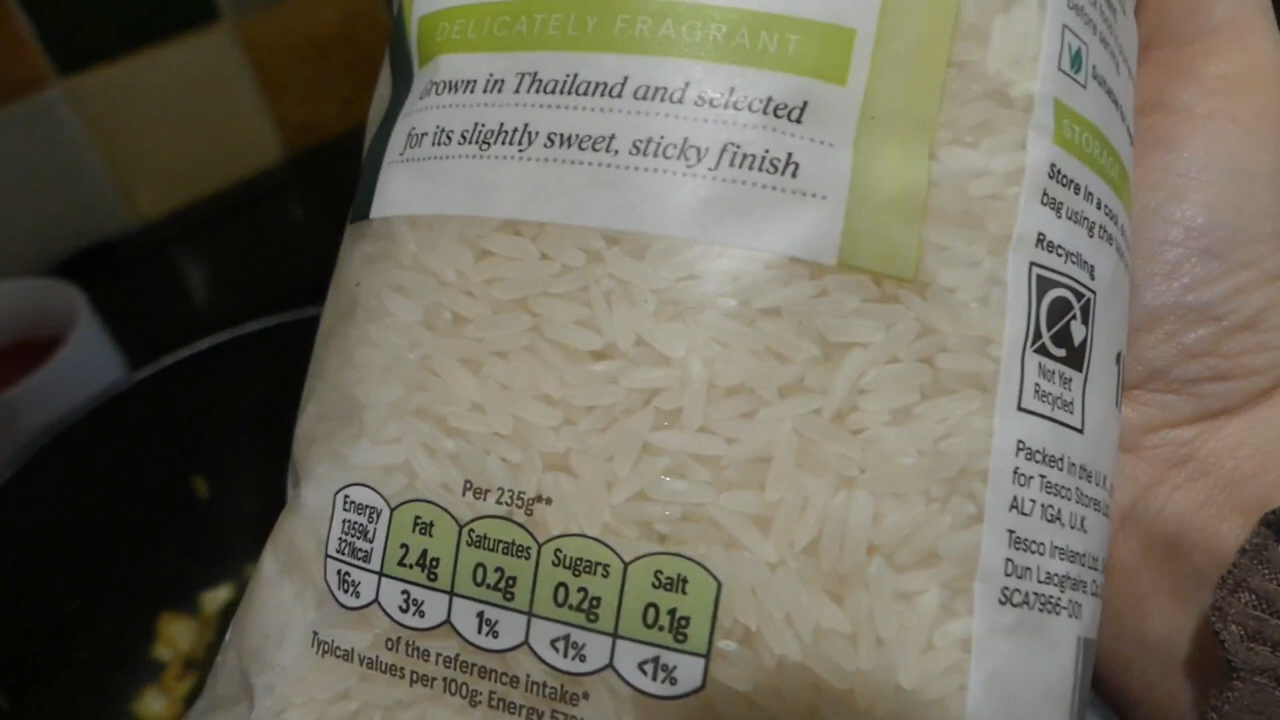 DELICATELY FRAGRANT
Grown in Thailand and selected
for its slightly sweet, sticky finish
Per 235g**
Energy
1359kJ
321kcal
16%
Fat
2.4g
3%
Saturates
0.2g
1%
Sugars
0.2g
<1%
Salt
0.1g
<1%
of the reference intake*
Typical values per 100g: Energy
before
STORAGE
Store in a cool,
bag using the
Recycling
Not Yet
Recycled
Packed in the U.K.
for Tesco Stores
AL7 1GA, U.K.
Tesco Ireland Ltd.
Dun Laoghaire, Co.
SCA7956-001